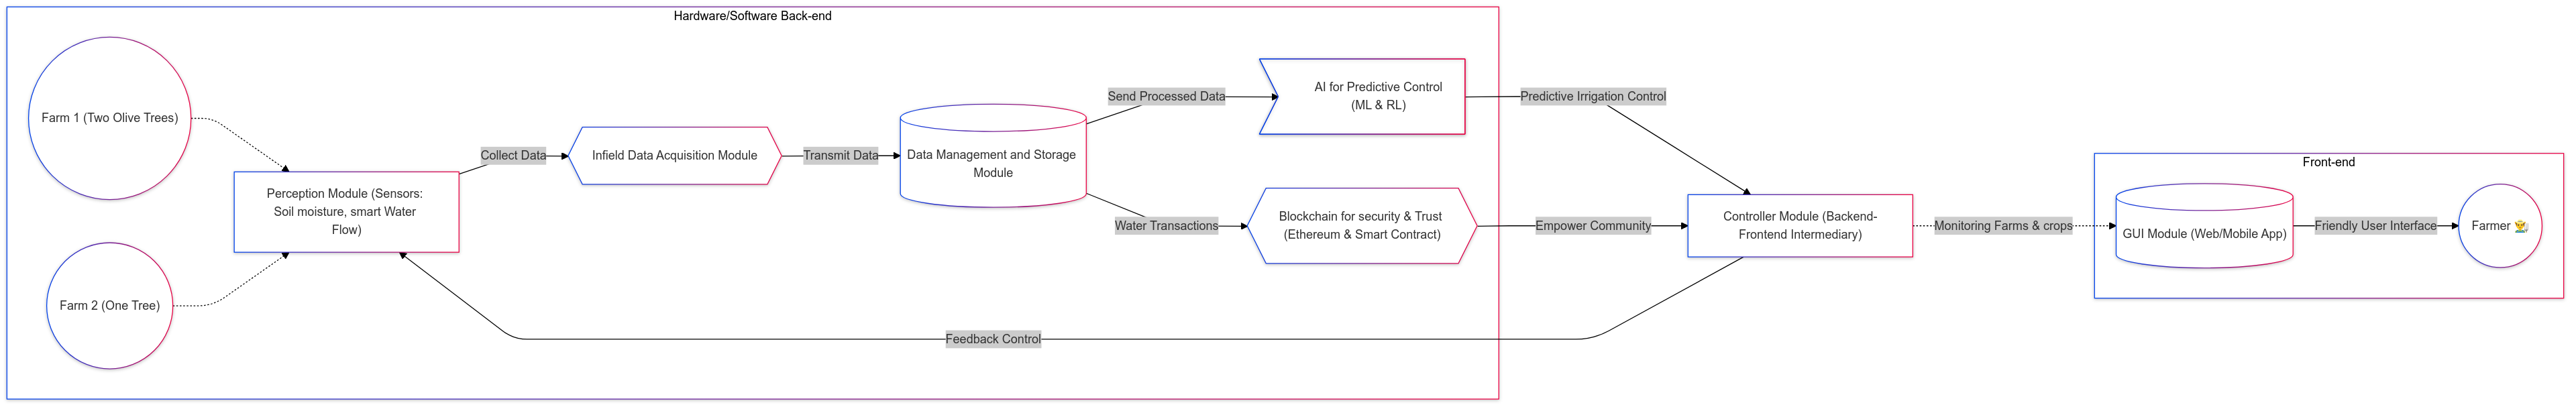 Hardware/Software Back-end
Farm 1 (Two Olive Trees)
Farm 2 (One Tree)
Perception Module (Sensors:
Soil moisture, smart Water
Flow)
Collect Data
Infield Data Acquisition Module
Transmit Data
Data Management and Storage
Module
Send Processed Data
AI for Predictive Control
(ML & RL)
Water Transactions
Blockchain for security & Trust
(Ethereum & Smart Contract)
Predictive Irrigation Control
Empower Community
Controller Module (Backend-
Frontend Intermediary)
Feedback Control
Monitoring Farms & crops
Front-end
GUI Module (Web/Mobile App)
Friendly User Interface
Farmer 👨‍🌾